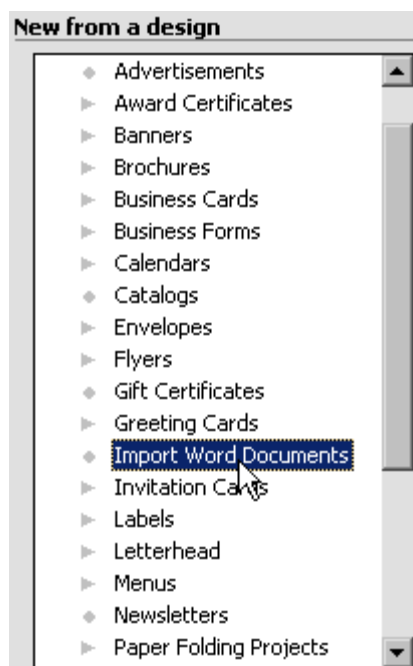 New from a design
Advertisements
Award Certificates
Banners
Brochures
Business Cards
Business Forms
Calendars
Catalogs
Envelopes
Flyers
Gift Certificates
Greeting Cards
Import Word Documents
Invitation Cards
Labels
Letterhead
Menus
Newsletters
Paper Folding Projects